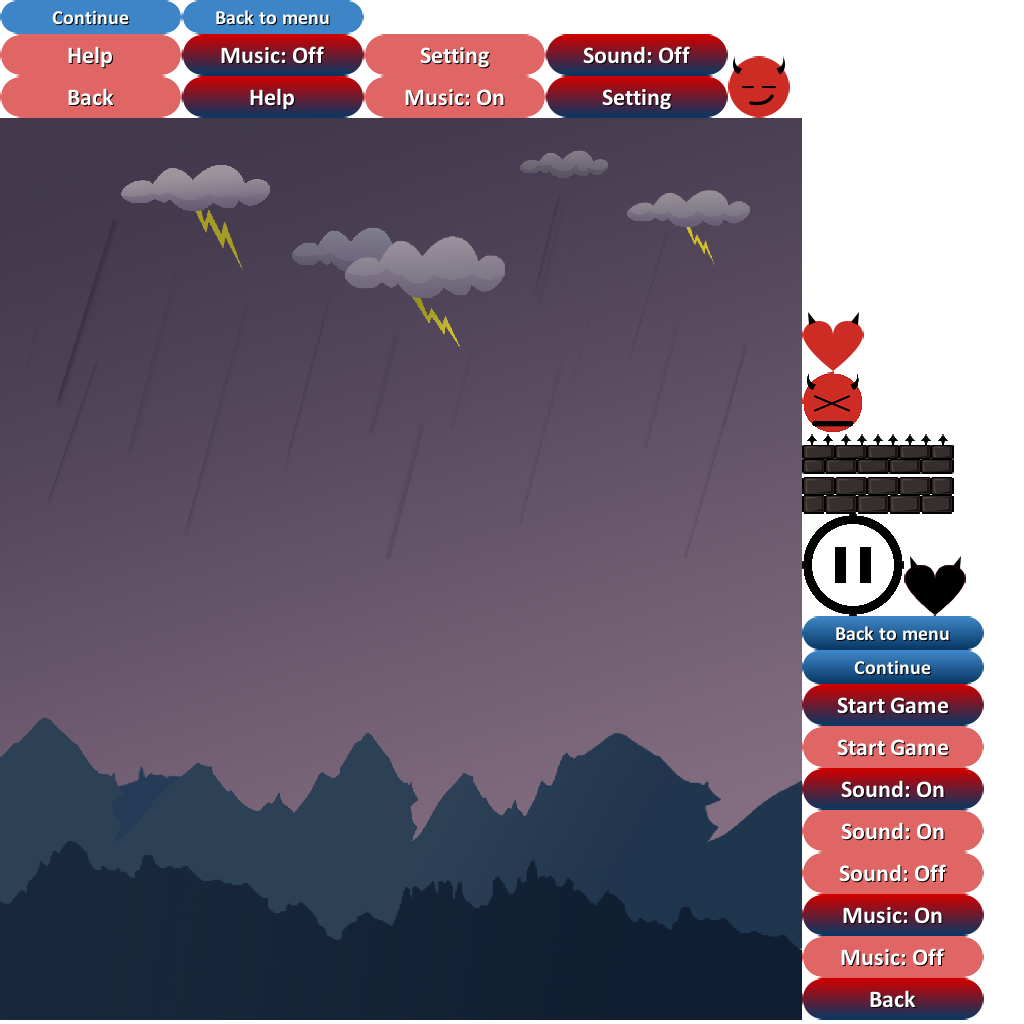 Continue
Back to menu
Help
Music: Off
Setting
Sound: Off
Back
Help
Music: On
Setting
Back to menu
Continue
Start Game
Start Game
Sound: On
Sound: On
Sound: Off
Music: On
Music: Off
Back